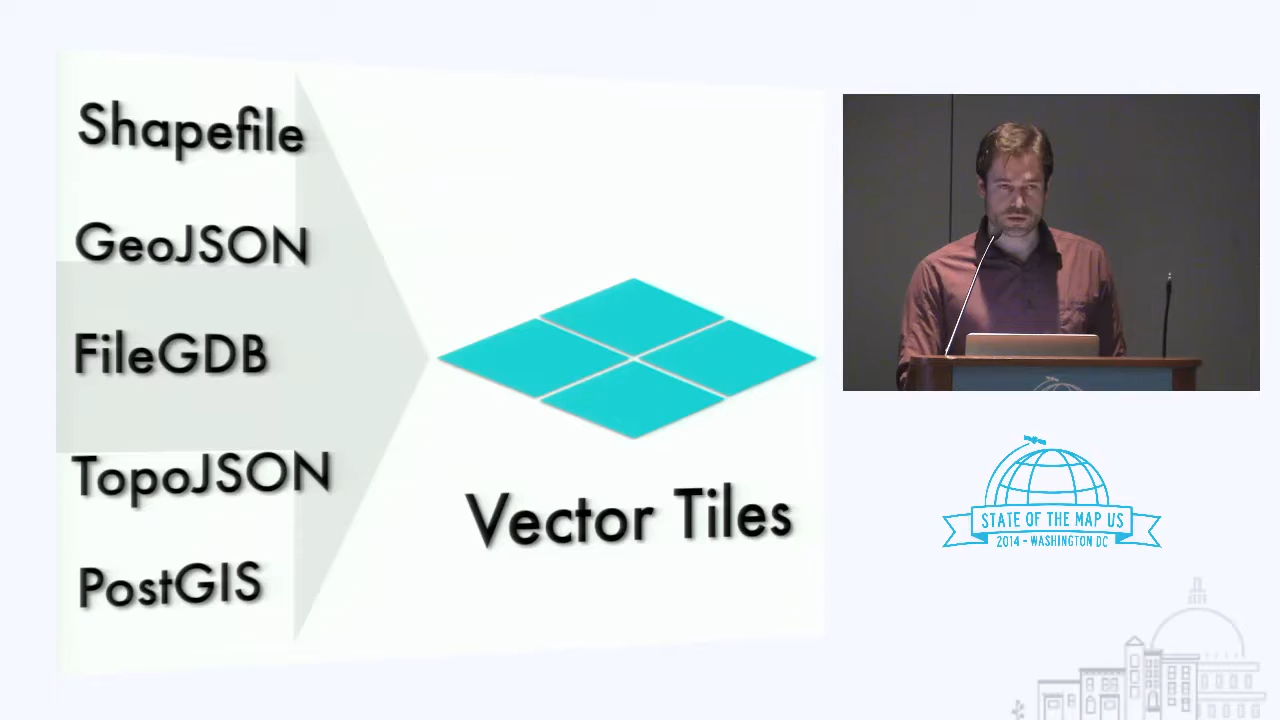 Shapefile
GeoJSON
FileGDB
TopoJSON
PostGIS
Vector Tiles
STATE OF THE MAP US
2014 - WASHINGTON DC